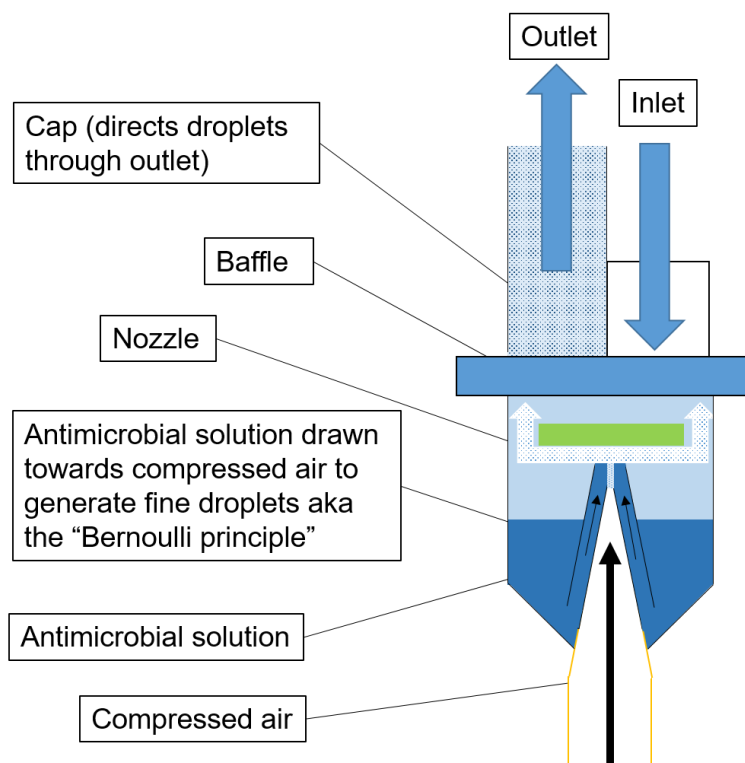 Outlet
Inlet
Cap (directs droplets
through outlet)
Baffle
Nozzle
Antimicrobial solution drawn
towards compressed air to
generate fine droplets aka
the “Bernoulli principle”
Antimicrobial solution
Compressed air